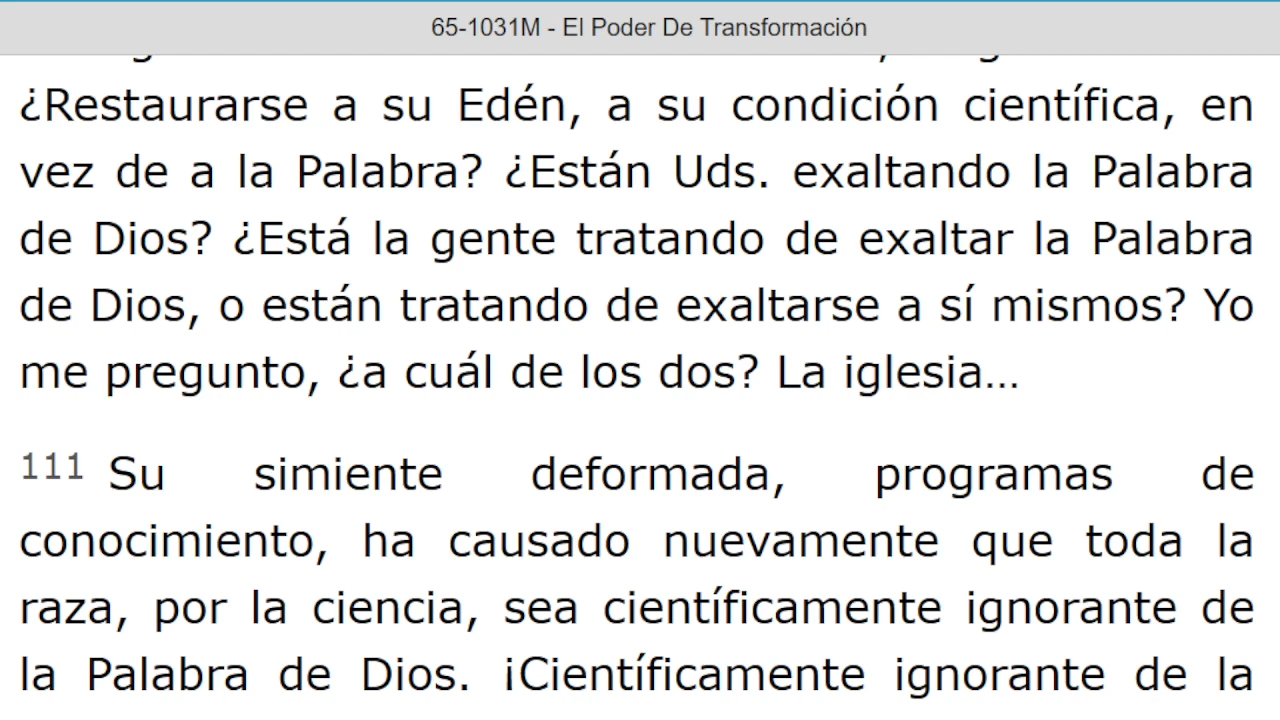 65-1031M - El Poder De Transformación
¿Restaurarse a su Edén, a su condición científica, en
vez de a la Palabra? ¿Están Uds. exaltando la Palabra
de Dios? ¿Está la gente tratando de exaltar la Palabra
de Dios, o están tratando de exaltarse a sí mismos? Yo
me pregunto, ¿a cuál de los dos? La iglesia...
111 Su simiente deformada, programas de
conocimiento, ha causado nuevamente que toda la
raza, por la ciencia, sea científicamente ignorante de
la Palabra de Dios. ¡Científicamente ignorante de la